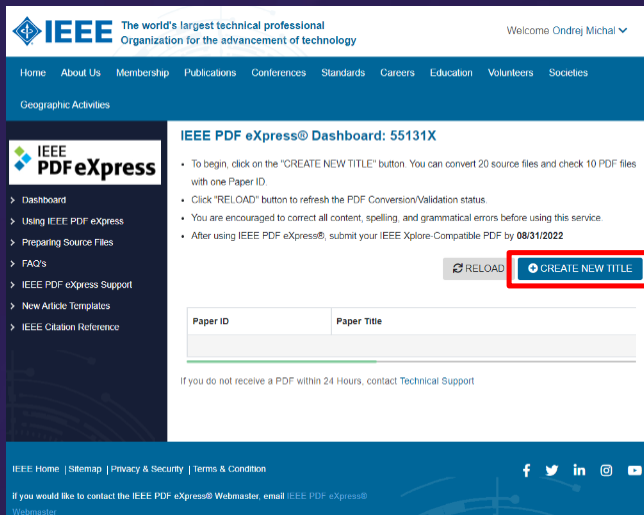 IEEE The world's largest technical professional
Organization for the advancement of technology
Welcome Ondrej Michal
Home About Us Membership Publications Conferences Standards Careers Education Volunteers Societies
Geographic Activities
IEEE
PDF eXpress
Dashboard
Using IEEE PDF eXpress
Preparing Source Files
FAQ's
IEEE PDF eXpress Support
New Article Templates
IEEE Citation Reference
IEEE PDF eXpress® Dashboard: 55131X
• To begin, click on the "CREATE NEW TITLE" button. You can convert 20 source files and check 10 PDF files
with one Paper ID.
• Click "RELOAD" button to refresh the PDF Conversion/Validation status.
• You are encouraged to correct all content, spelling, and grammatical errors before using this service.
• After using IEEE PDF eXpress®, submit your IEEE Xplore-Compatible PDF by 08/31/2022
RELOAD CREATE NEW TITLE
Paper ID Paper Title
If you do not receive a PDF within 24 Hours, contact Technical Support
IEEE Home | Sitemap | Privacy & Security | Terms & Condition
if you would like to contact the IEEE PDF eXpress® Webmaster, email IEEE PDF eXpress®
Webmaster